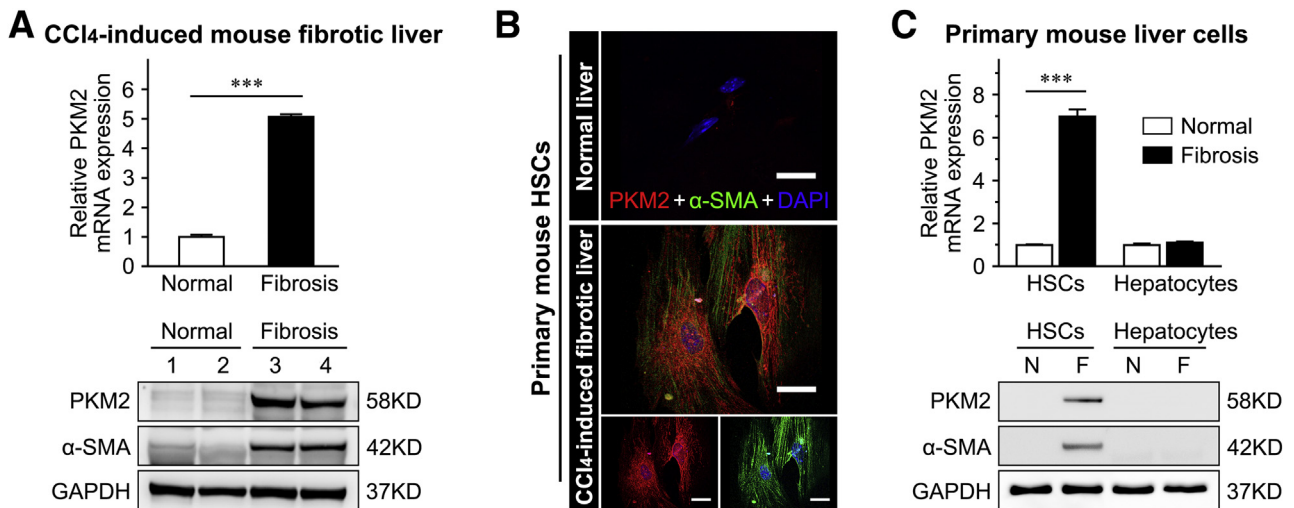 A CCl4-induced mouse fibrotic liver
Relative PKM2
mRNA expression
6
5
4
3
2
1
0
***
Normal Fibrosis
Normal Fibrosis
1 2 3 4
PKM2 58KD
α-SMA 42KD
GAPDH 37KD
B
Primary mouse HSCs
Normal liver
PKM2+α-SMA+DAPI
CCl4-induced fibrotic liver
C Primary mouse liver cells
Relative PKM2
mRNA expression
8
6
4
2
0
***
Normal
Fibrosis
HSCs Hepatocytes
HSCs Hepatocytes
N F N F
PKM2 58KD
α-SMA 42KD
GAPDH 37KD